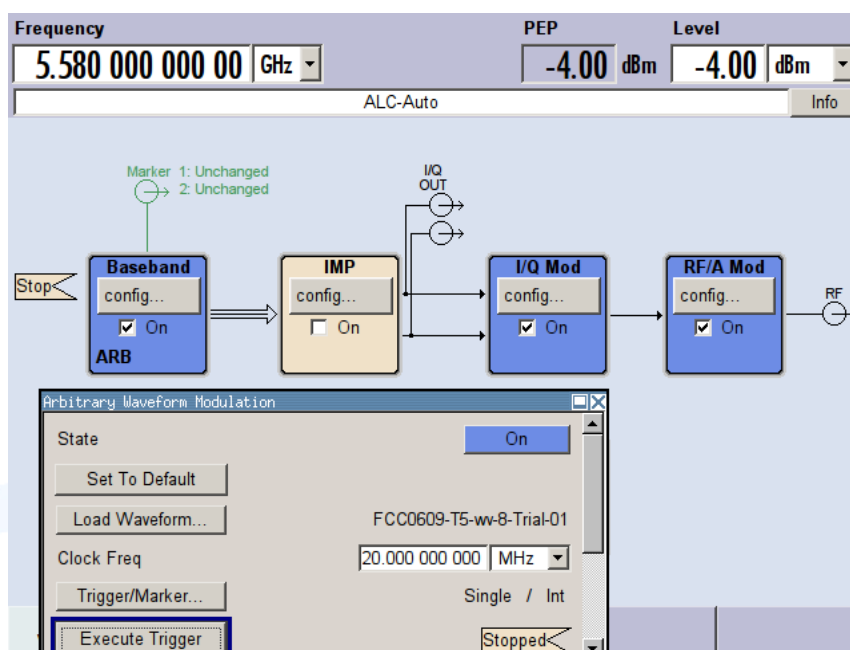 Frequency PEP Level
5.580 000 000 00 GHz -4.00 dBm -4.00 dBm
ALC-Auto Info
Marker 1: Unchanged
2: Unchanged
I/Q
OUT
Stop
Baseband IMP I/Q Mod RF/A Mod
config... config... config... config...
On On On On
ARB
RF
Arbitrary Waveform Modulation
State On
Set To Default
Load Waveform... FCC0609-T5-wv-8-Trial-01
Clock Freq 20.000 000 000 MHz
Trigger/Marker... Single / Int
Execute Trigger Stopped